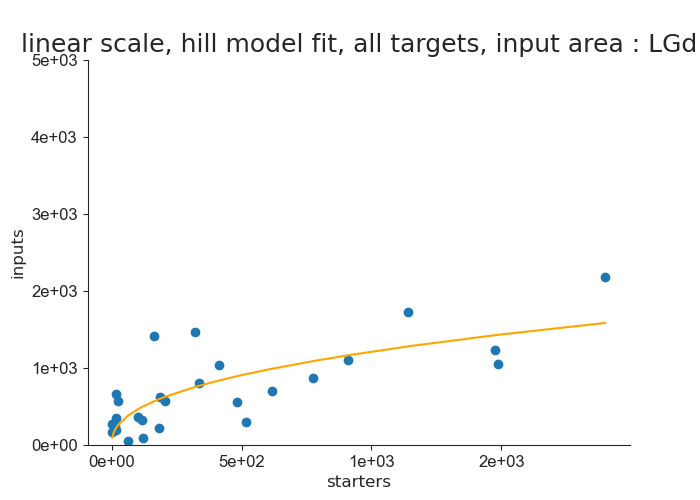 linear scale, hill model fit, all targets, input area : LGd
5e+03
4e+03
3e+03
2e+03
1e+03
0e+00
inputs
0e+00 5e+02 1e+03 2e+03
starters